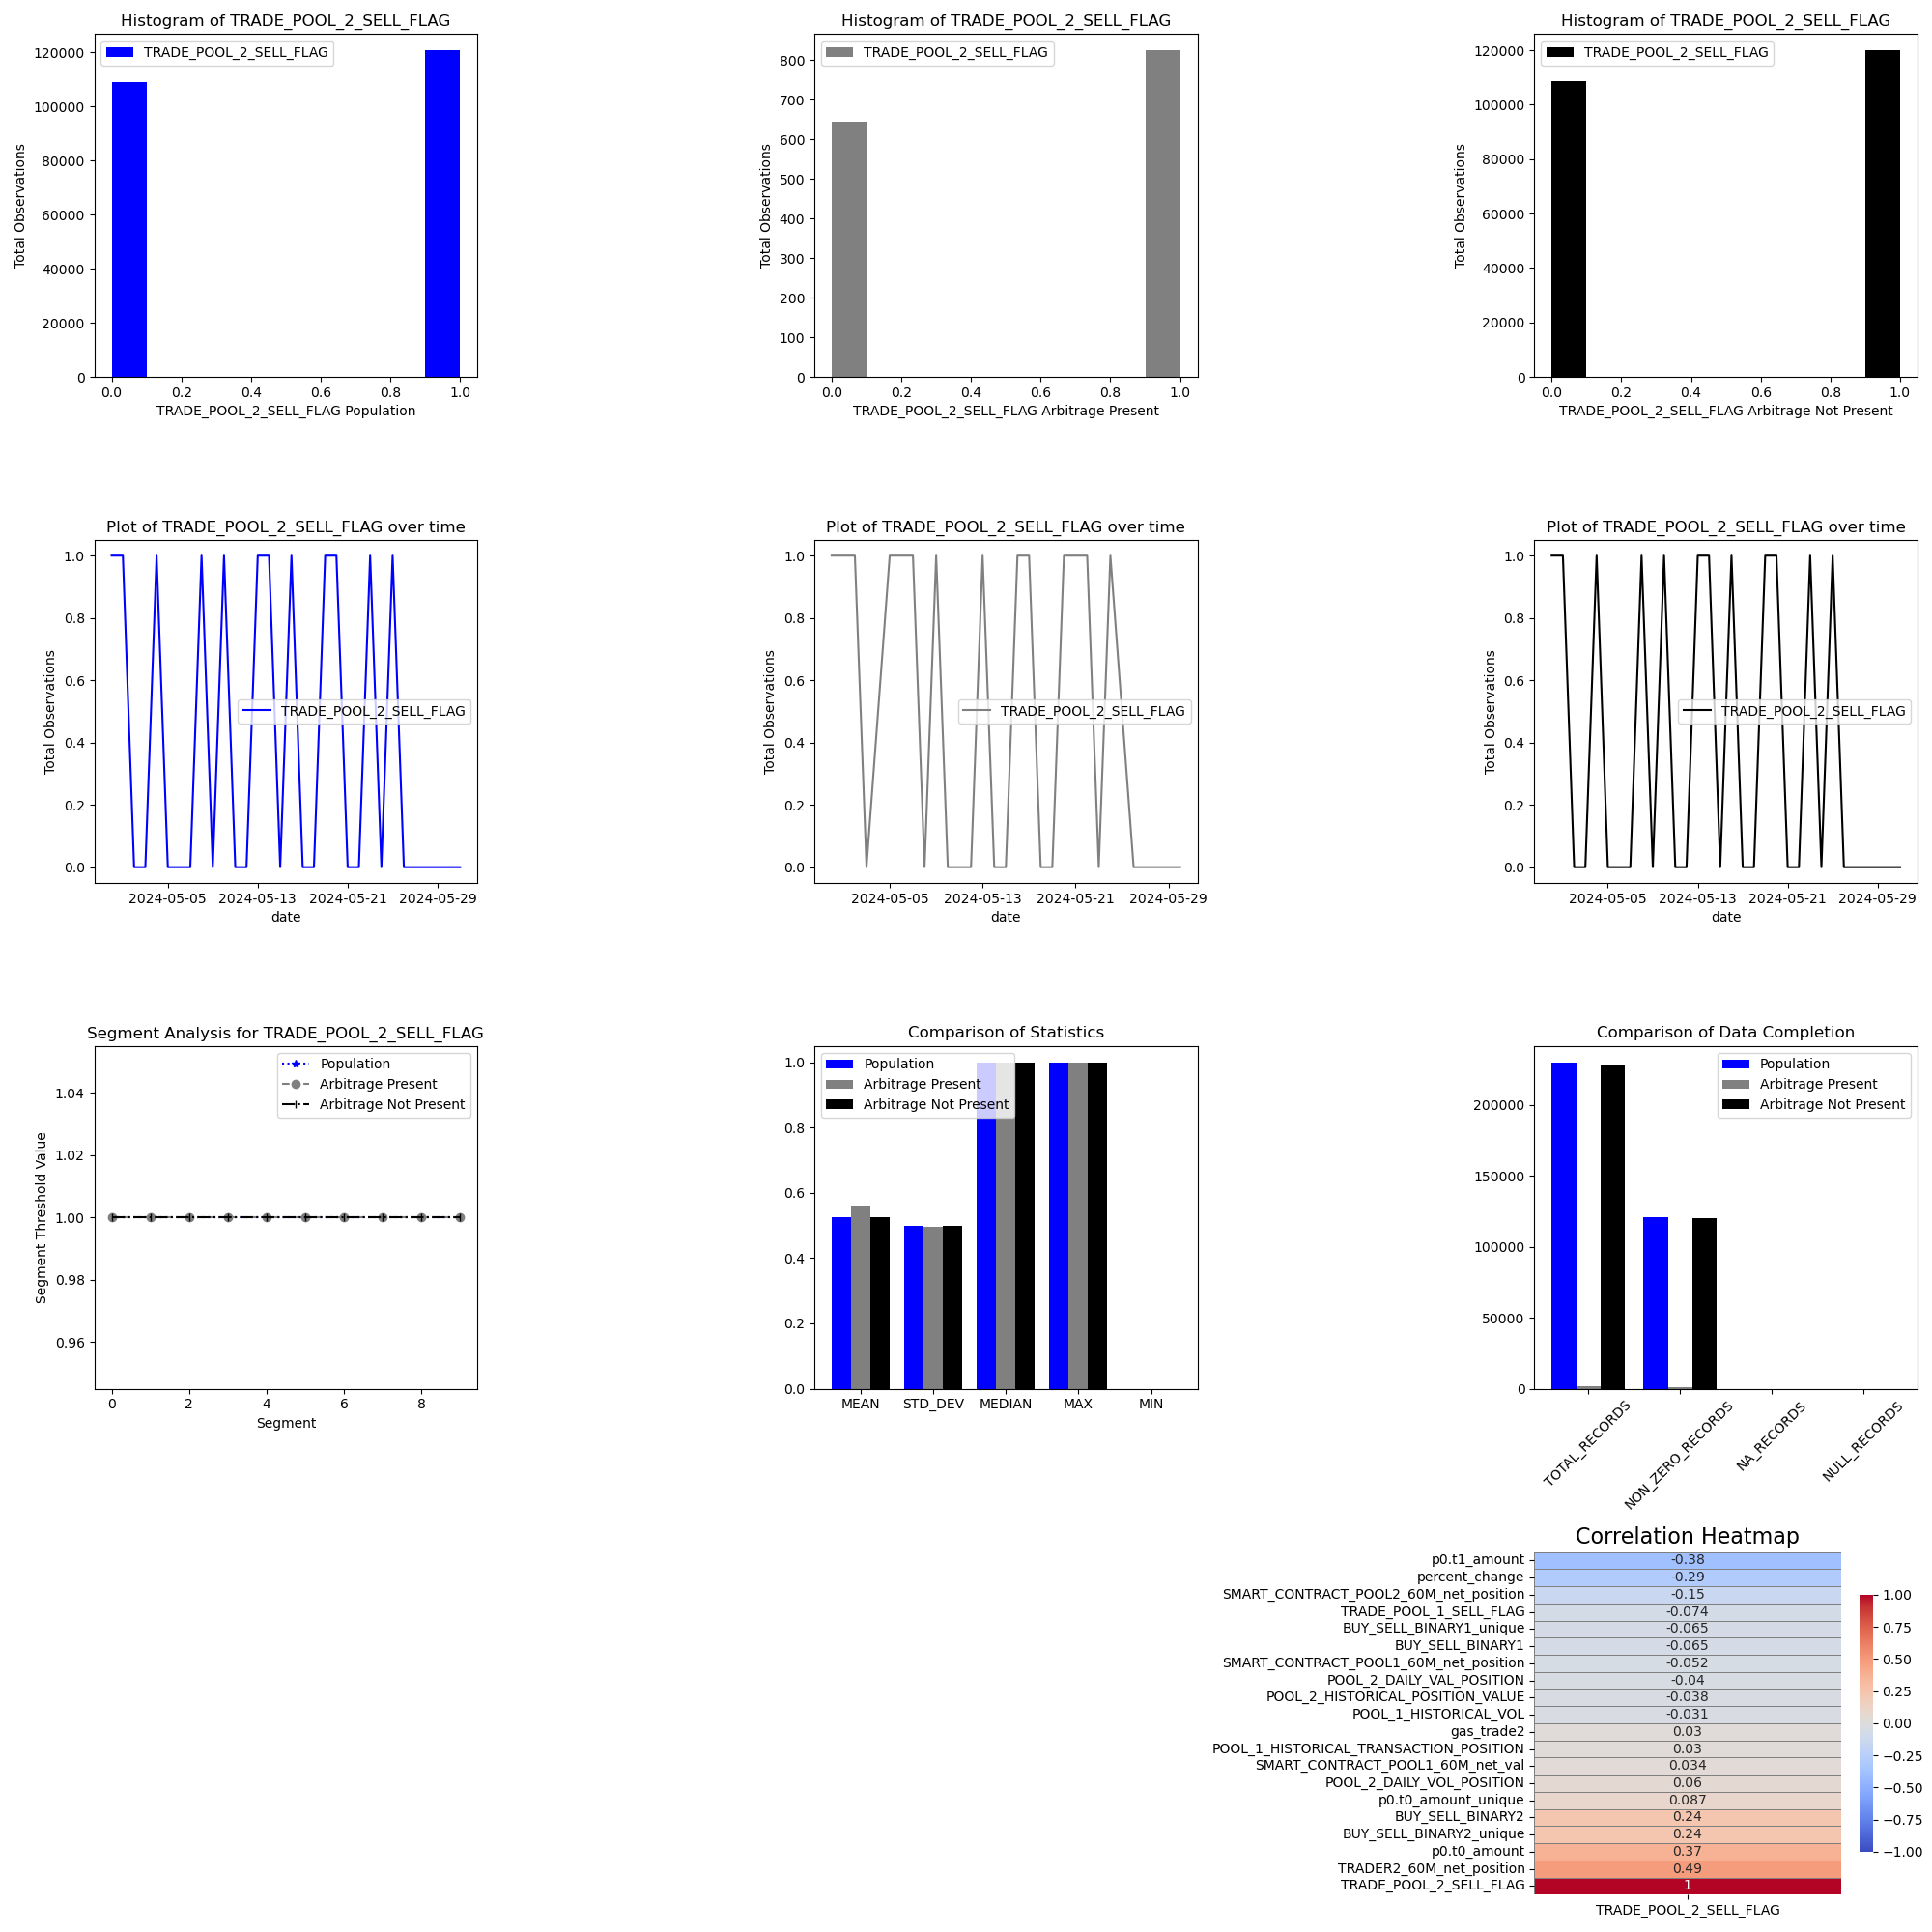 Histogram of TRADE_POOL_2_SELL_FLAG
TRADE_POOL_2_SELL_FLAG
Total Observations
120000
100000
80000
60000
40000
20000
0
0.0 0.2 0.4 0.6 0.8 1.0
TRADE_POOL_2_SELL_FLAG Population
Histogram of TRADE_POOL_2_SELL_FLAG
TRADE_POOL_2_SELL_FLAG
Total Observations
800
700
600
500
400
300
200
100
0
0.0 0.2 0.4 0.6 0.8 1.0
TRADE_POOL_2_SELL_FLAG Arbitrage Present
Histogram of TRADE_POOL_2_SELL_FLAG
TRADE_POOL_2_SELL_FLAG
Total Observations
120000
100000
80000
60000
40000
20000
0
0.0 0.2 0.4 0.6 0.8 1.0
TRADE_POOL_2_SELL_FLAG Arbitrage Not Present
Plot of TRADE_POOL_2_SELL_FLAG over time
Total Observations
1.0
0.8
0.6
0.4
0.2
0.0
TRADE_POOL_2_SELL_FLAG
2024-05-05 2024-05-13 2024-05-21 2024-05-29
date
Plot of TRADE_POOL_2_SELL_FLAG over time
Total Observations
1.0
0.8
0.6
0.4
0.2
0.0
TRADE_POOL_2_SELL_FLAG
2024-05-05 2024-05-13 2024-05-21 2024-05-29
date
Plot of TRADE_POOL_2_SELL_FLAG over time
Total Observations
1.0
0.8
0.6
0.4
0.2
0.0
TRADE_POOL_2_SELL_FLAG
2024-05-05 2024-05-13 2024-05-21 2024-05-29
date
Segment Analysis for TRADE_POOL_2_SELL_FLAG
Population
Arbitrage Present
Arbitrage Not Present
Segment Threshold Value
1.04
1.02
1.00
0.98
0.96
0 2 4 6 8
Segment
Comparison of Statistics
Population
Arbitrage Present
Arbitrage Not Present
1.0
0.8
0.6
0.4
0.2
0.0
MEAN STD_DEV MEDIAN MAX MIN
Comparison of Data Completion
Population
Arbitrage Present
Arbitrage Not Present
200000
150000
100000
50000
0
TOTAL_RECORDS
NON_ZERO_RECORDS
NA_RECORDS
NULL_RECORDS
Correlation Heatmap
p0.t1_amount -0.38
percent_change -0.29
SMART_CONTRACT_POOL2_60M_net_position -0.15
TRADE_POOL_1_SELL_FLAG -0.074
BUY_SELL_BINARY1_unique -0.065
BUY_SELL_BINARY1 -0.065
SMART_CONTRACT_POOL1_60M_net_position -0.052
POOL_2_DAILY_VAL_POSITION -0.04
POOL_2_HISTORICAL_POSITION_VALUE -0.038
POOL_1_HISTORICAL_VOL -0.031
gas_trade2 0.03
POOL_1_HISTORICAL_TRANSACTION_POSITION 0.03
SMART_CONTRACT_POOL1_60M_net_val 0.034
POOL_2_DAILY_VOL_POSITION 0.06
p0.t0_amount_unique 0.087
BUY_SELL_BINARY2 0.24
BUY_SELL_BINARY2_unique 0.24
p0.t0_amount 0.37
TRADER2_60M_net_position 0.49
TRADE_POOL_2_SELL_FLAG 1
TRADE_POOL_2_SELL_FLAG
1.00
0.75
0.50
0.25
0.00
−0.25
−0.50
−0.75
−1.00